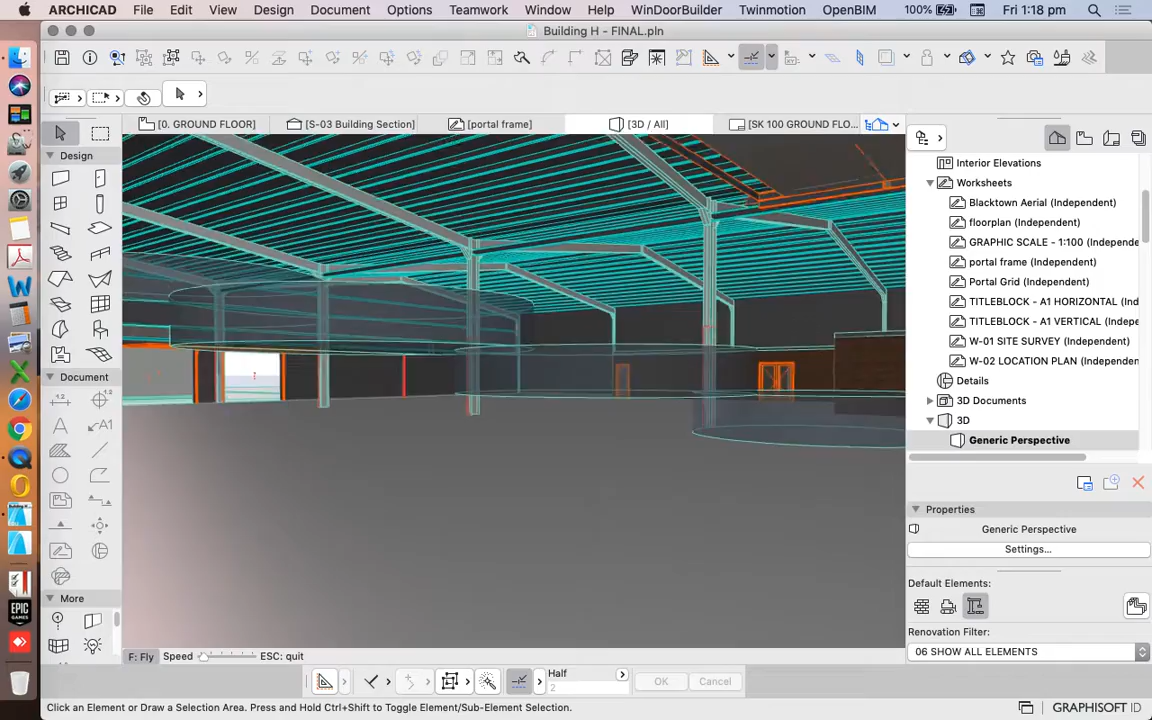 ARCHICAD File Edit View Design Document Options Teamwork Window Help WinDoorBuilder Twinmotion OpenBIM 100% Fri 1:18 pm
Building H - FINAL.pln
[0. GROUND FLOOR] [S-03 Building Section] [portal frame] [3D / All] [SK 100 GROUND FLO...
Design
Document
More
Interior Elevations
Worksheets
Blacktown Aerial (Independent)
floorplan (Independent)
GRAPHIC SCALE - 1:100 (Independe
portal frame (Independent)
Portal Grid (Independent)
TITLEBLOCK - A1 HORIZONTAL (Ind
TITLEBLOCK - A1 VERTICAL (Indepe
W-01 SITE SURVEY (Independent)
W-02 LOCATION PLAN (Independent)
Details
3D Documents
3D
Generic Perspective
Properties
Generic Perspective
Settings...
Default Elements:
Renovation Filter:
06 SHOW ALL ELEMENTS
F: Fly Speed ESC: quit
Half
2
OK Cancel
Click an Element or Draw a Selection Area. Press and Hold Ctrl+Shift to Toggle Element/Sub-Element Selection.
GRAPHISOFT ID
EPIC
GAMES